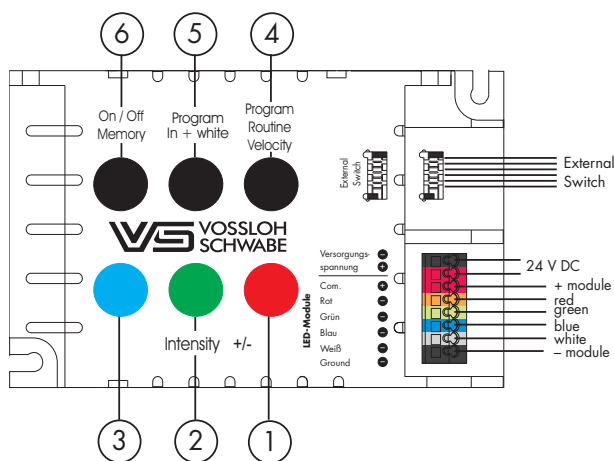 6 5 4
On / Off
Memory
Program
In + white
Program
Routine
Velocity
External
Switch
External
Switch
VS VOSSLOH
SCHWABE
Intensity +/-
LED-Module
Versorgungs-
spannung
Com.
Rot
Grün
Blau
Weiß
Ground
24 V DC
+ module
red
green
blue
white
– module
3 2 1